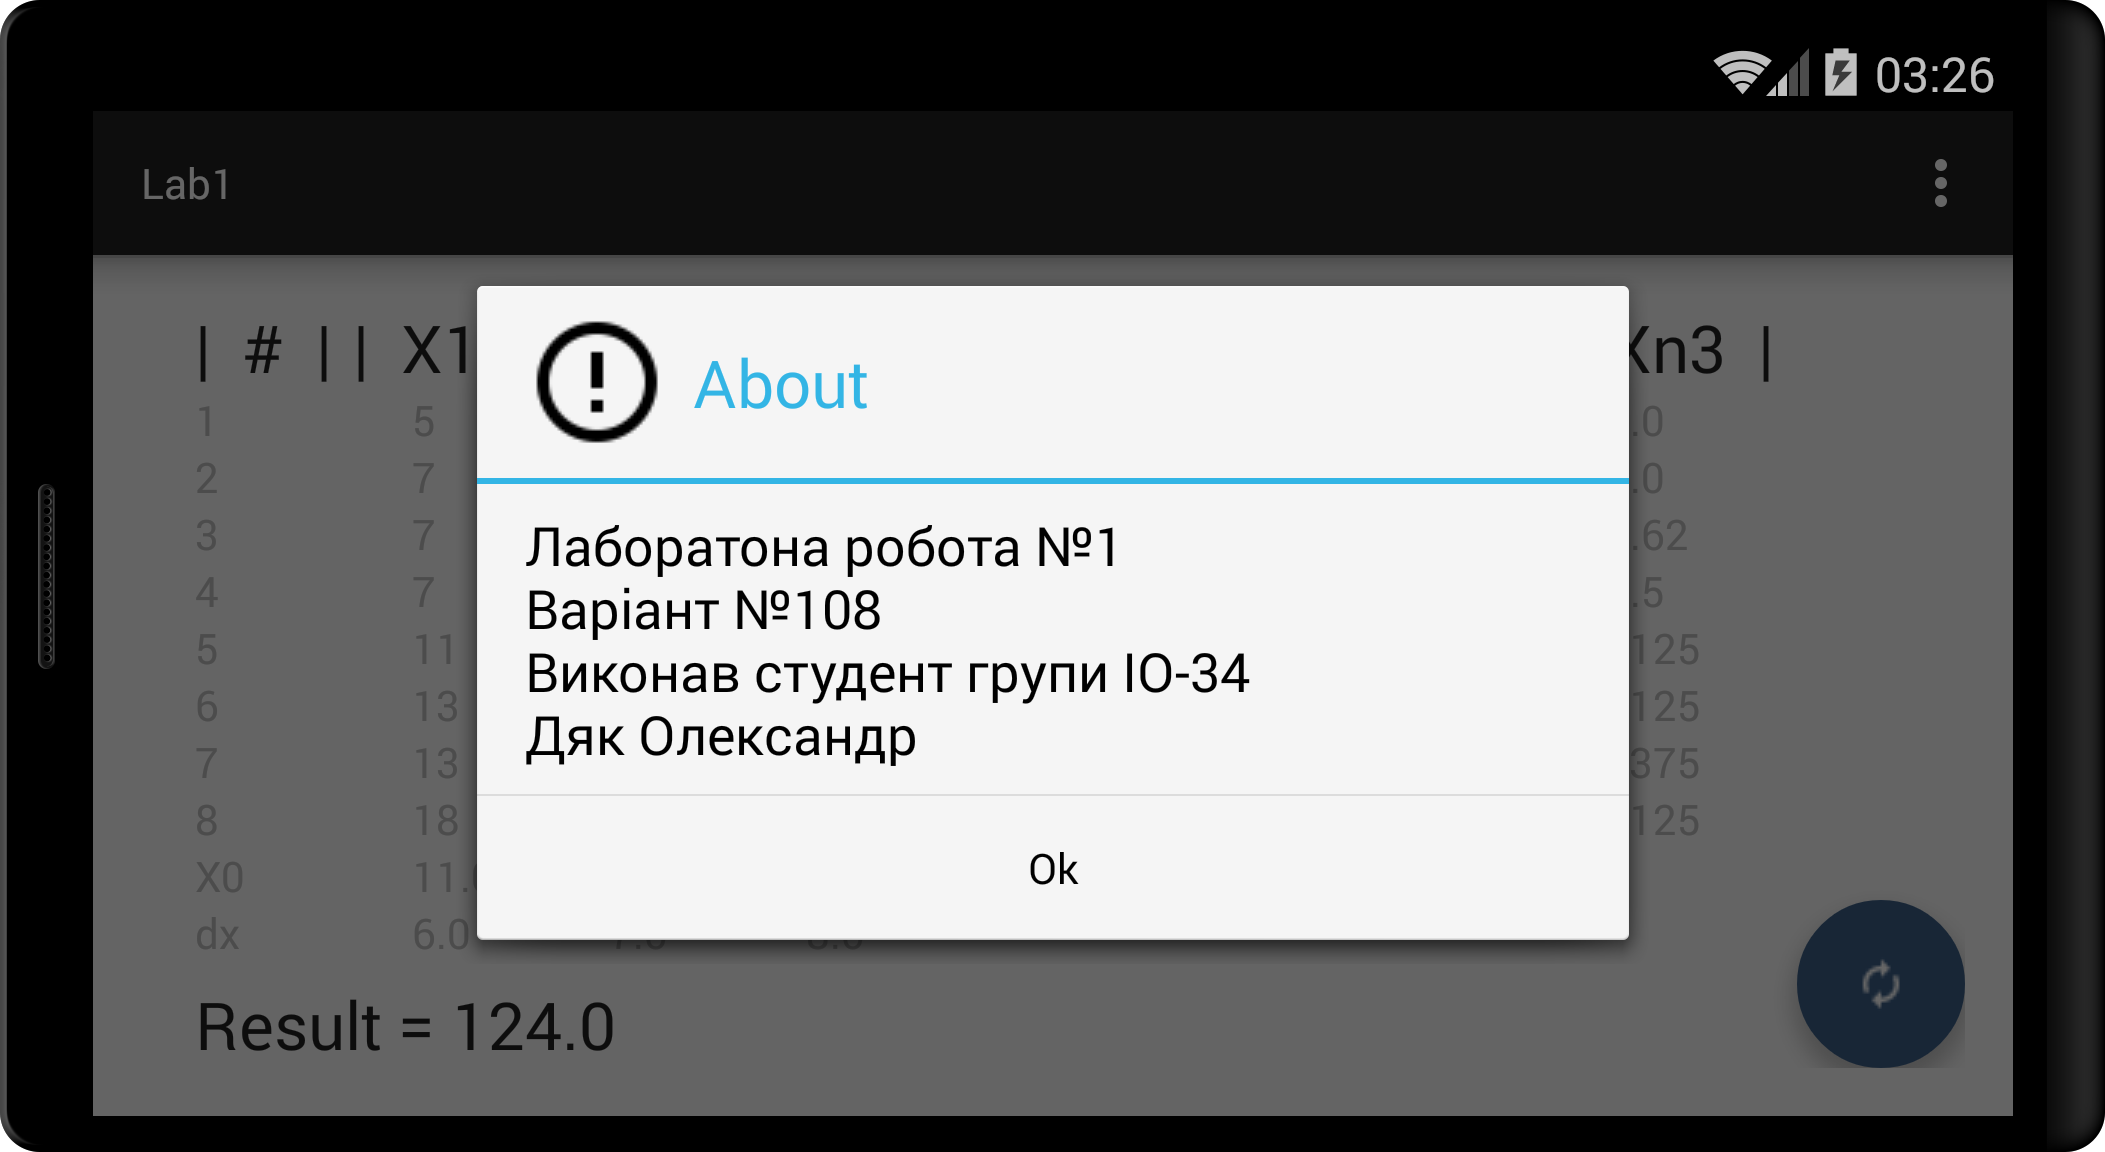 03:26
Lab1
| # || X1
Xn3 |
1 5 .0
2 7 .0
3 7 .62
4 7 .5
5 11 125
6 13 125
7 13 375
8 18 125
X0 11.
dx 6.0
Result = 124.0
About
Лаборатона робота №1
Варіант №108
Виконав студент групи ІО-34
Дяк Олександр
Ok